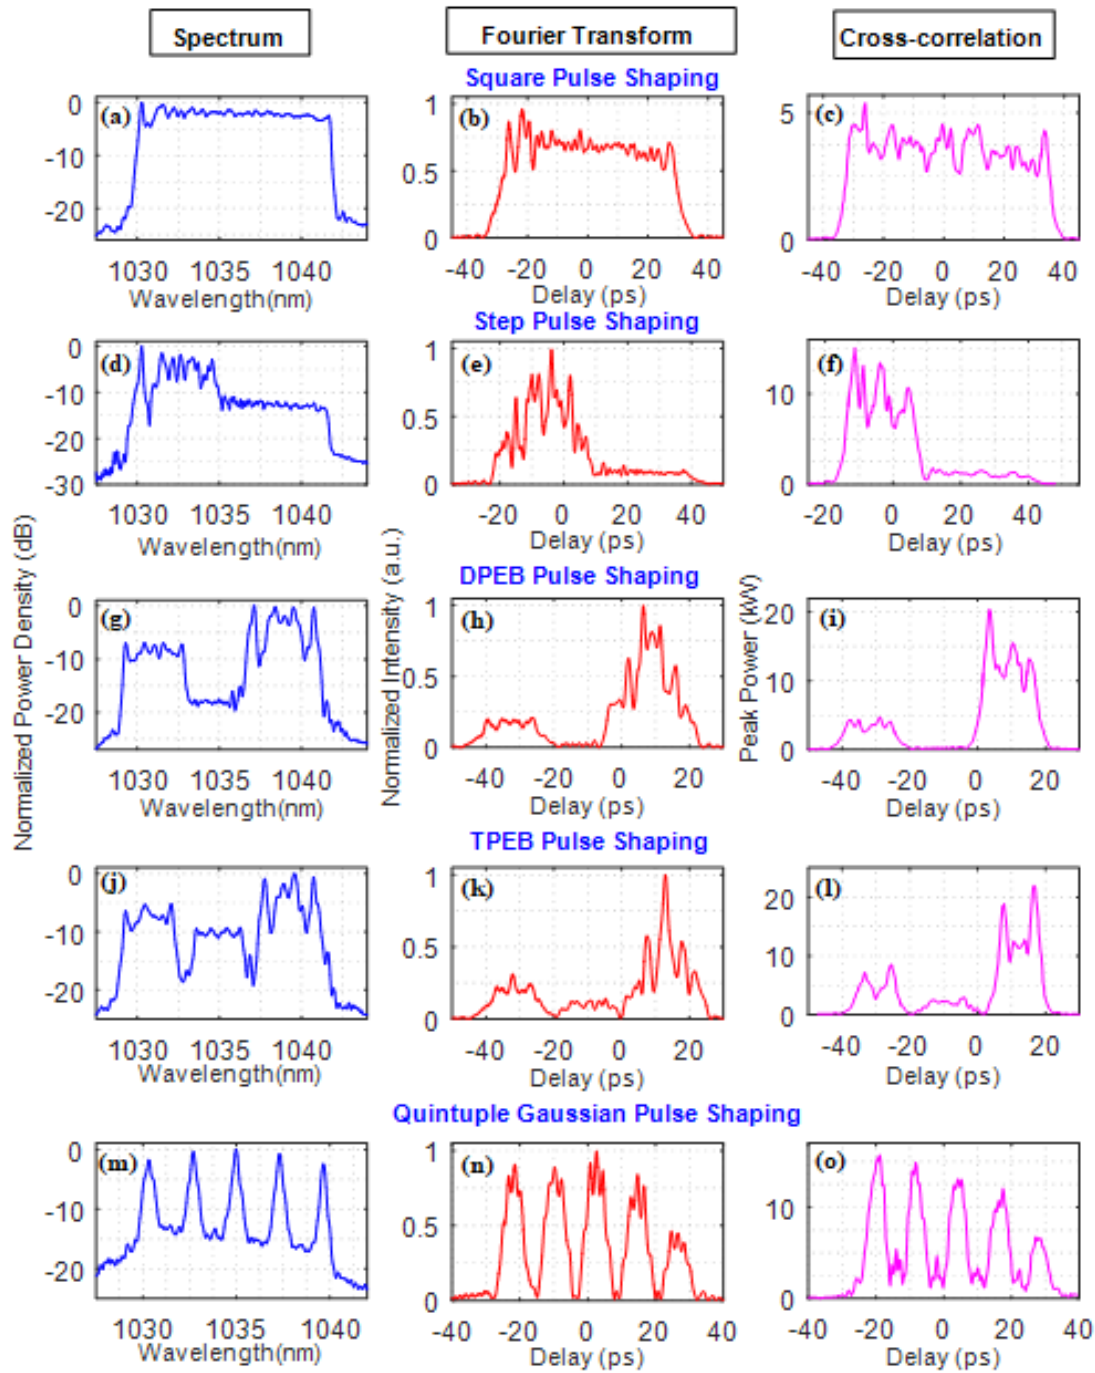 Spectrum
Fourier Transform
Cross-correlation
Square Pulse Shaping
(a)
0
-10
-20
1030 1035 1040
Wavelength(nm)
(b)
1
0.5
0
-40 -20 0 20 40
Delay (ps)
(c)
5
0
-40 -20 0 20 40
Delay (ps)
Step Pulse Shaping
(d)
0
-10
-20
-30
1030 1035 1040
Wavelength(nm)
(e)
1
0.5
0
-20 0 20 40
Delay (ps)
(f)
10
0
-20 0 20 40
Delay (ps)
Normalized Power Density (dB)
Normalized Intensity (a.u.)
Peak Power (kW)
DPEB Pulse Shaping
(g)
0
-10
-20
1030 1035 1040
Wavelength(nm)
(h)
1
0.5
0
-40 -20 0 20
Delay (ps)
(i)
20
10
0
-40 -20 0 20
Delay (ps)
TPEB Pulse Shaping
(j)
0
-10
-20
1030 1035 1040
Wavelength(nm)
(k)
1
0.5
0
-40 -20 0 20
Delay (ps)
(l)
20
10
0
-40 -20 0 20
Delay (ps)
Quintuple Gaussian Pulse Shaping
(m)
0
-10
-20
1030 1035 1040
Wavelength(nm)
(n)
1
0.5
0
-40 -20 0 20 40
Delay (ps)
(o)
10
0
-40 -20 0 20 40
Delay (ps)